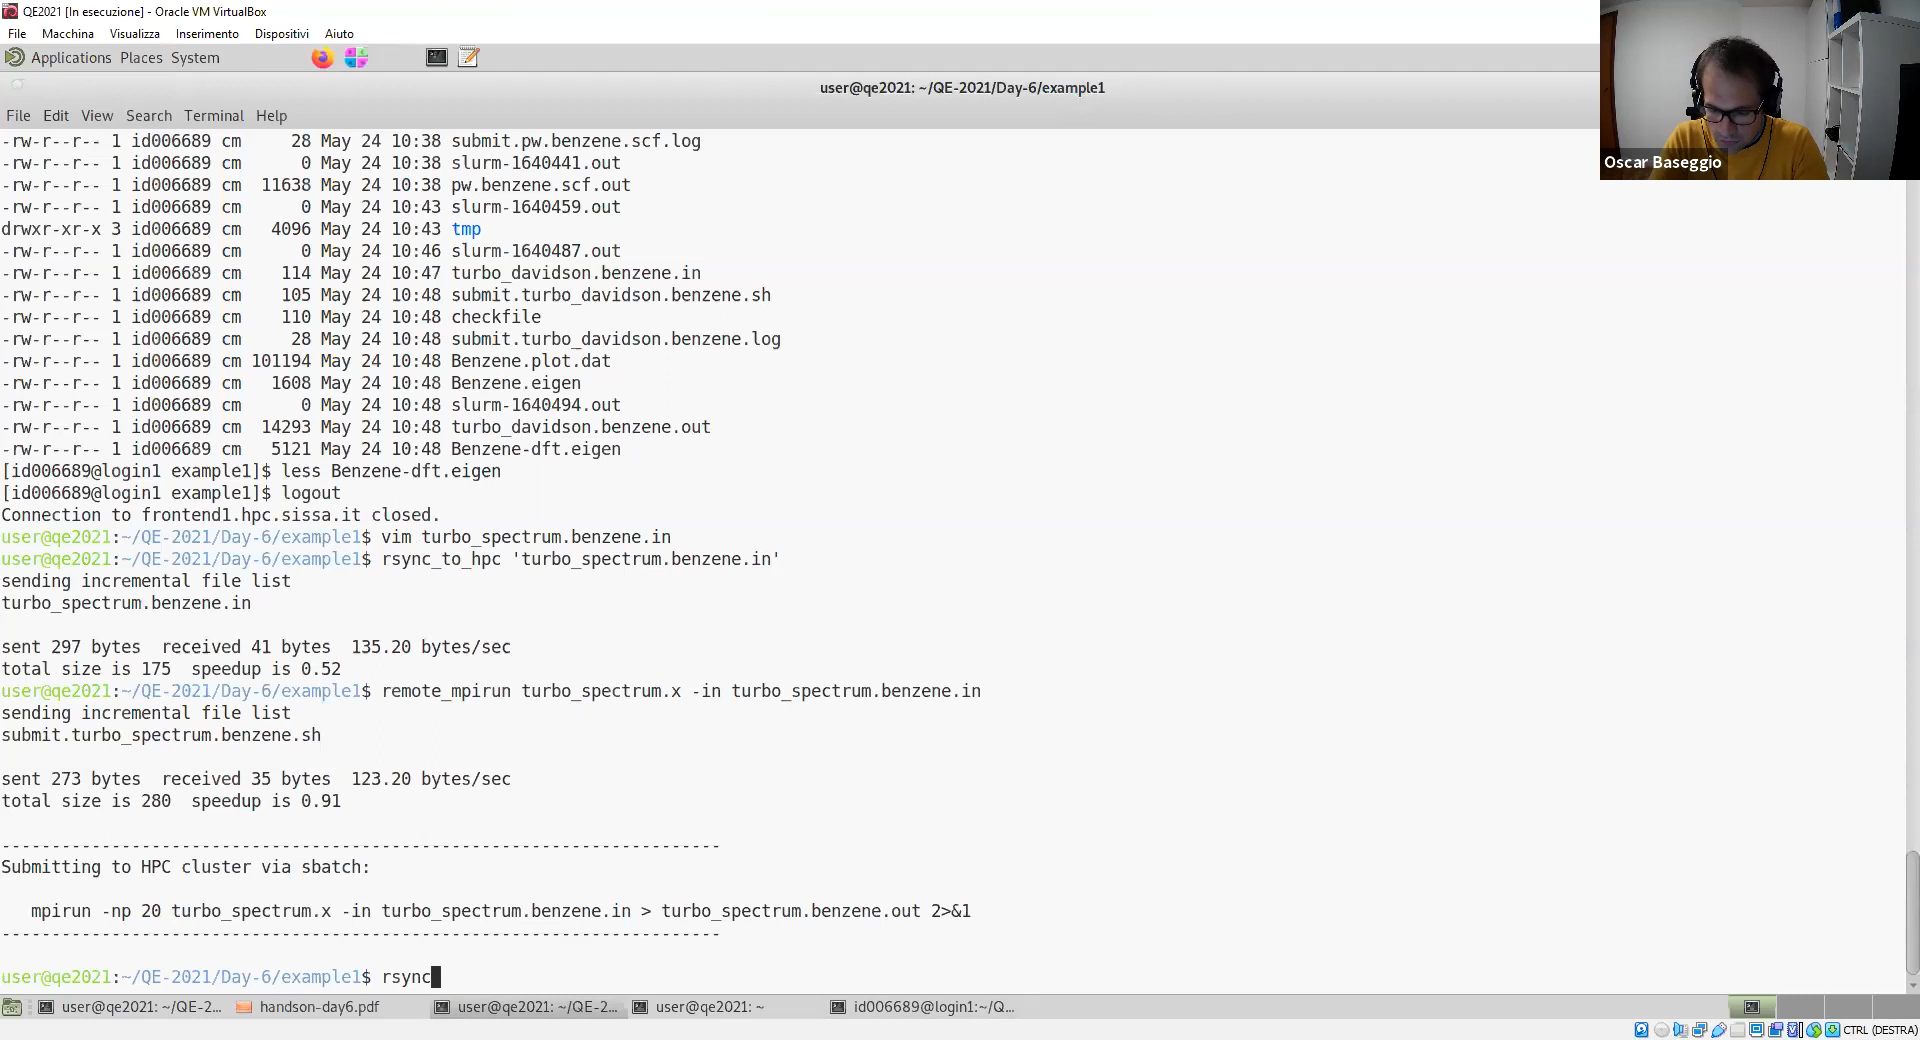 QE2021 [In esecuzione] - Oracle VM VirtualBox
File Macchina Visualizza Inserimento Dispositivi Aiuto
Applications Places System
user@qe2021: ~/QE-2021/Day-6/example1
File Edit View Search Terminal Help
-rw-r--r-- 1 id006689 cm 28 May 24 10:38 submit.pw.benzene.scf.log
-rw-r--r-- 1 id006689 cm 0 May 24 10:38 slurm-1640441.out
-rw-r--r-- 1 id006689 cm 11638 May 24 10:38 pw.benzene.scf.out
-rw-r--r-- 1 id006689 cm 0 May 24 10:43 slurm-1640459.out
drwxr-xr-x 3 id006689 cm 4096 May 24 10:43 tmp
-rw-r--r-- 1 id006689 cm 0 May 24 10:46 slurm-1640487.out
-rw-r--r-- 1 id006689 cm 114 May 24 10:47 turbo_davidson.benzene.in
-rw-r--r-- 1 id006689 cm 105 May 24 10:48 submit.turbo_davidson.benzene.sh
-rw-r--r-- 1 id006689 cm 110 May 24 10:48 checkfile
-rw-r--r-- 1 id006689 cm 28 May 24 10:48 submit.turbo_davidson.benzene.log
-rw-r--r-- 1 id006689 cm 101194 May 24 10:48 Benzene.plot.dat
-rw-r--r-- 1 id006689 cm 1608 May 24 10:48 Benzene.eigen
-rw-r--r-- 1 id006689 cm 0 May 24 10:48 slurm-1640494.out
-rw-r--r-- 1 id006689 cm 14293 May 24 10:48 turbo_davidson.benzene.out
-rw-r--r-- 1 id006689 cm 5121 May 24 10:48 Benzene-dft.eigen
[id006689@login1 example1]$ less Benzene-dft.eigen
[id006689@login1 example1]$ logout
Connection to frontend1.hpc.sissa.it closed.
user@qe2021:~/QE-2021/Day-6/example1$ vim turbo_spectrum.benzene.in
user@qe2021:~/QE-2021/Day-6/example1$ rsync_to_hpc 'turbo_spectrum.benzene.in'
sending incremental file list
turbo_spectrum.benzene.in
sent 297 bytes received 41 bytes 135.20 bytes/sec
total size is 175 speedup is 0.52
user@qe2021:~/QE-2021/Day-6/example1$ remote_mpirun turbo_spectrum.x -in turbo_spectrum.benzene.in
sending incremental file list
submit.turbo_spectrum.benzene.sh
sent 273 bytes received 35 bytes 123.20 bytes/sec
total size is 280 speedup is 0.91
------------------------------------------------------------------------
Submitting to HPC cluster via sbatch:
mpirun -np 20 turbo_spectrum.x -in turbo_spectrum.benzene.in > turbo_spectrum.benzene.out 2>&1
------------------------------------------------------------------------
user@qe2021:~/QE-2021/Day-6/example1$ rsync
Oscar Baseggio
user@qe2021: ~/QE-2... handson-day6.pdf user@qe2021: ~/QE-2... user@qe2021: ~ id006689@login1:~/Q...
CTRL (DESTRA)